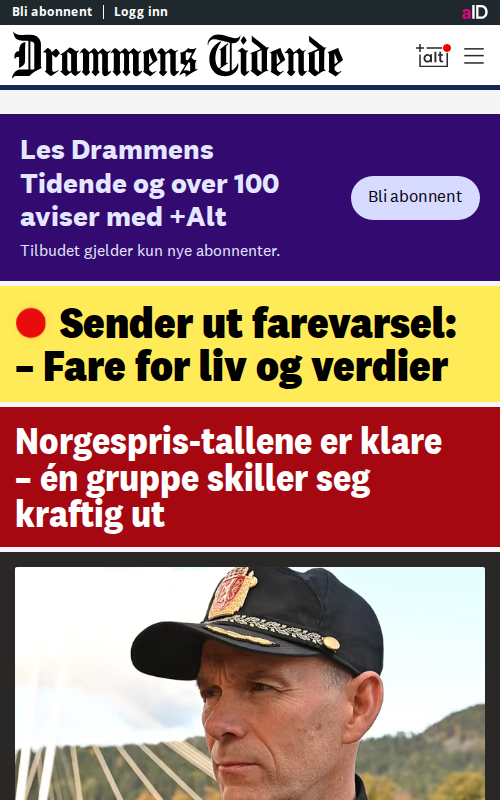 Bli abonnent | Logg inn
aID
Drammens Tidende
+alt
Les Drammens
Tidende og over 100
aviser med +Alt
Bli abonnent
Tilbudet gjelder kun nye abonnenter.
Sender ut farevarsel:
– Fare for liv og verdier
Norgespris-tallene er klare
– én gruppe skiller seg
kraftig ut